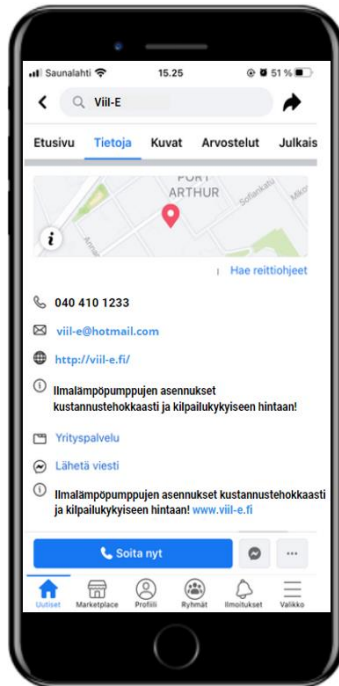 Saunalahti 15.25 51 %
Viil-E
Etusivu Tietoja Kuvat Arvostelut Julkais
PORT
ARTHUR
Sofiankatu
Hae reittiohjeet
040 410 1233
viil-e@hotmail.com
http://viil-e.fi/
Ilmalämpöpumppujen asennukset
kustannustehokkaasti ja kilpailukykyiseen hintaan!
Yrityspalvelu
Lähetä viesti
Ilmalämpöpumppujen asennukset kustannustehokkaasti
ja kilpailukykyiseen hintaan! www.viil-e.fi
Soita nyt
Uutiset Marketplace Profiili Ryhmät Ilmoitukset Valikko